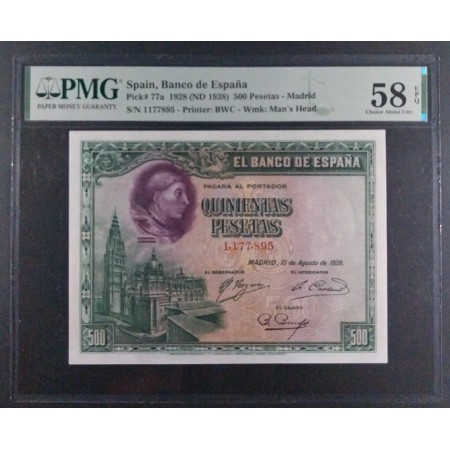 PMG
PAPER MONEY GUARANTY
Spain, Banco de España
Pick# 77a 1928 (ND 1938) 500 Pesetas - Madrid
S/N 1177895 - Printer: BWC - Wmk: Man's Head
58 EPQ
Choice About Unc
EL BANCO DE ESPAÑA
PAGARÁ AL PORTADOR
QUINIENTAS
PESETAS
1,177,895
MADRID, 15 de Agosto de 1928.
EL GOBERNADOR
EL INTERVENTOR
EL CAJERO
500
500